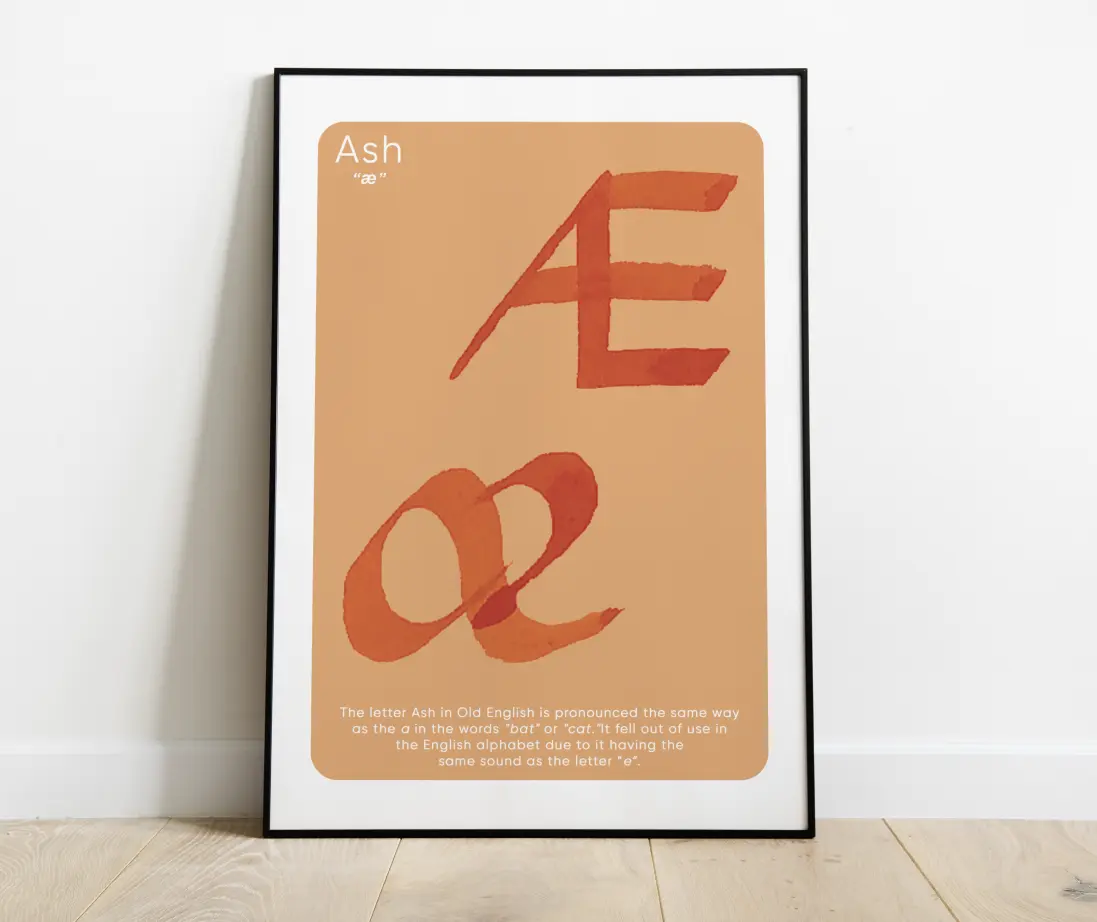 Ash
“æ”
Æ
æ
The letter Ash in Old English is pronounced the same way
as the a in the words "bat" or "cat."It fell out of use in
the English alphabet due to it having the
same sound as the letter "e".